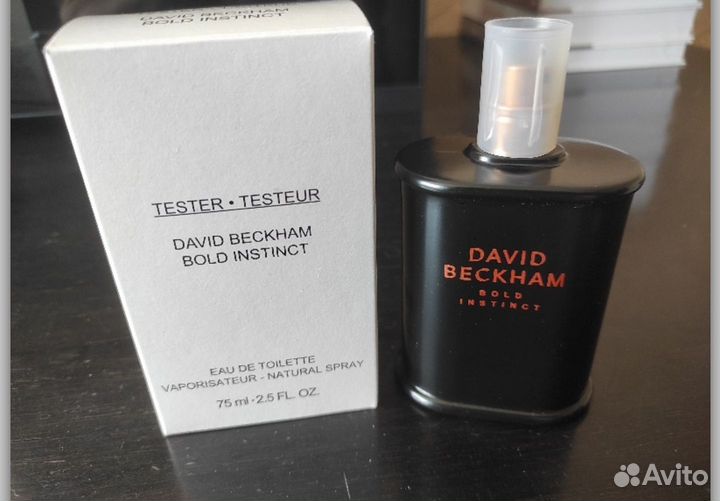 DAVID BECKHAM
BOLD INSTINCT
TESTER • TESTEUR
DAVID BECKHAM
BOLD INSTINCT
EAU DE TOILETTE
VAPORISATEUR - NATURAL SPRAY
75 ml - 2.5 FL. OZ.
DAVID
BECKHAM
BOLD
INSTINCT
Avito